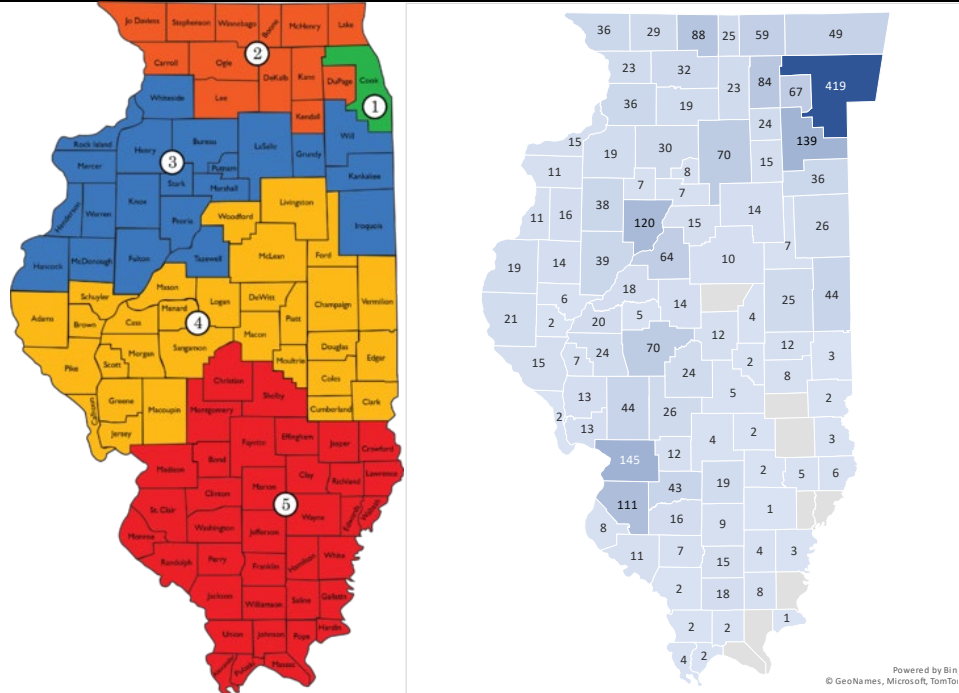 Jo Daviess Stephenson Winnebago Boone McHenry Lake
Carroll Ogle 2 DeKalb Kane DuPage Cook
Whiteside Lee Kendall 1
Rock Island Henry 3 Bureau LaSalle Grundy Will
Mercer Stark Putnam Marshall Kankakee
Henderson Warren Knox Peoria Woodford Livingston Iroquois
Hancock McDonough Fulton Tazewell McLean Ford
Adams Schuyler Mason Logan DeWitt Champaign Vermilion
Brown Cass Menard 4 Macon Piatt
Pike Scott Morgan Sangamon Moultrie Douglas Edgar
Christian Coles
Calhoun Greene Macoupin Montgomery Shelby Cumberland Clark
Jersey Fayette Effingham Jasper Crawford
Madison Bond Clay Richland Lawrence
Clinton Marion
St. Clair 5 Wayne Edwards Wabash
Monroe Washington Jefferson
Randolph Perry Franklin Hamilton White
Jackson Williamson Saline Gallatin
Union Johnson Pope Hardin
Alexander Pulaski Massac
36 29 88 25 59 49
23 32 23 84 67 419
36 19 24 139
15 19 30 70 15
11 7 8 7 36
11 16 38 120 15 14 7 26
19 14 39 64 10
6 18 14 25 44
21 2 20 5 12 4
15 7 24 70 2 12 3
24 8
13 44 26 5 2
2 13 4 2 3
145 12 2 5 6
43 19
111 16 9 1
8
11 7 15 4 3
2 18 8
2 2 1
4 2
Powered by Bin
© GeoNames, Microsoft, TomTo